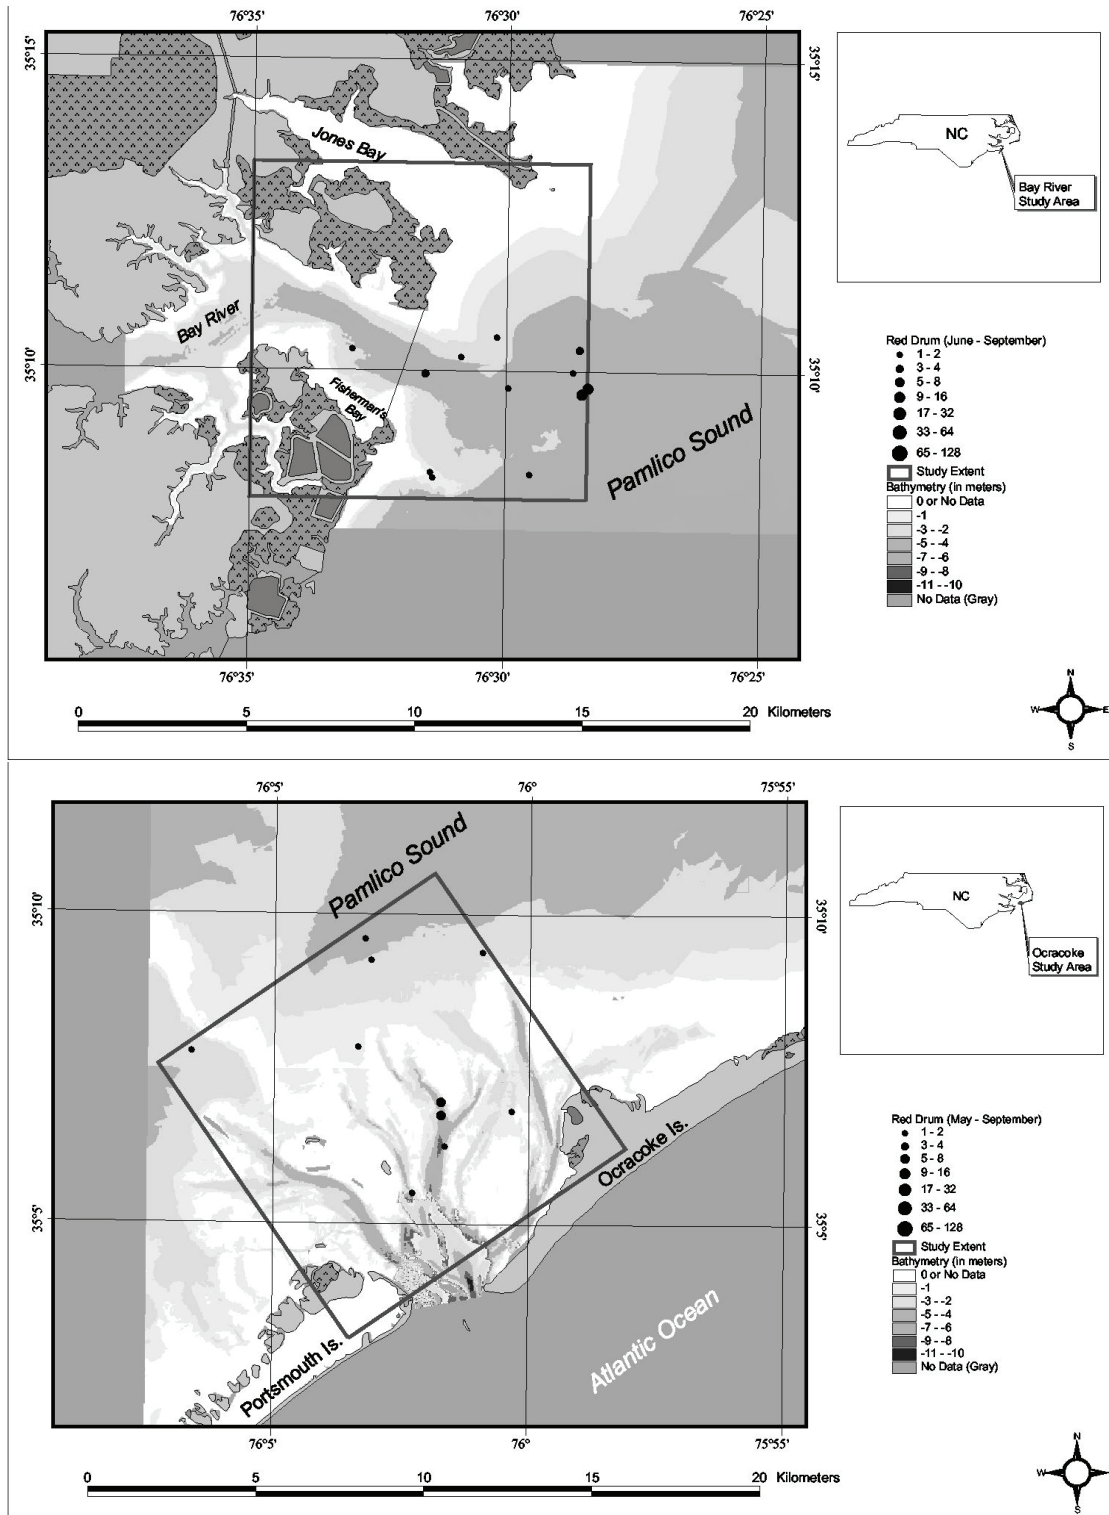 76°35' 76°30' 76°25'
35°15' 35°15'
Jones Bay
Bay River
35°10' 35°10'
Fisherman's
Bay
Pamlico Sound
76°35' 76°30' 76°25'
0 5 10 15 20 Kilometers
NC
Bay River
Study Area
Red Drum (June - September)
1 - 2
3 - 4
5 - 8
9 - 16
17 - 32
33 - 64
65 - 128
Study Extent
Bathymetry (in meters)
0 or No Data
-1
-3 - -2
-5 - -4
-7 - -6
-9 - -8
-11 - -10
No Data (Gray)
N
W E
S
76°5' 76° 75°55'
Pamlico Sound
35°10' 35°10'
Ocracoke Is.
35°5' 35°5'
Portsmouth Is.
Atlantic Ocean
76°5' 76° 75°55'
0 5 10 15 20 Kilometers
NC
Ocracoke
Study Area
Red Drum (May - September)
1 - 2
3 - 4
5 - 8
9 - 16
17 - 32
33 - 64
65 - 128
Study Extent
Bathymetry (in meters)
0 or No Data
-1
-3 - -2
-5 - -4
-7 - -6
-9 - -8
-11 - -10
No Data (Gray)
N
W E
S